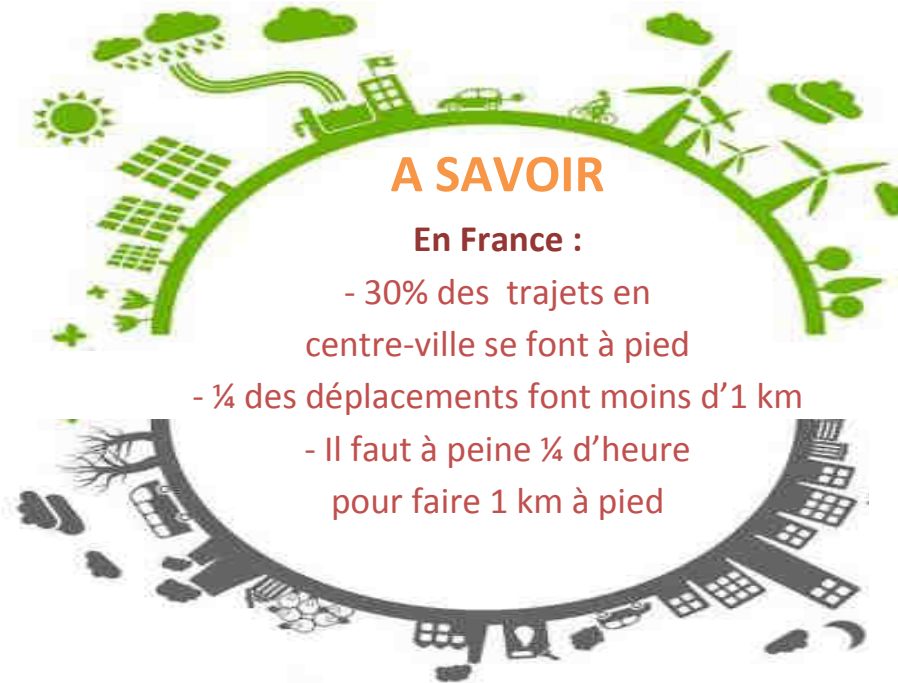 A SAVOIR
En France :
- 30% des trajets en
centre-ville se font à pied
- ¼ des déplacements font moins d’1 km
- Il faut à peine ¼ d’heure
pour faire 1 km à pied